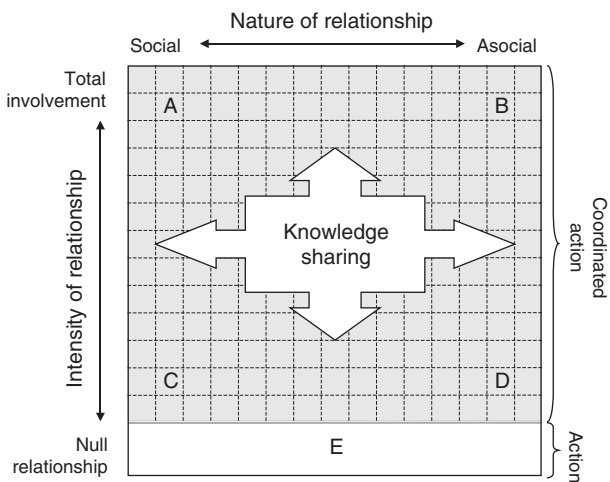 Nature of relationship
Social
Asocial
Total
involvement
A
B
Intensity of relationship
Knowledge
sharing
Coordinated
action
C
D
Null
relationship
E
Action